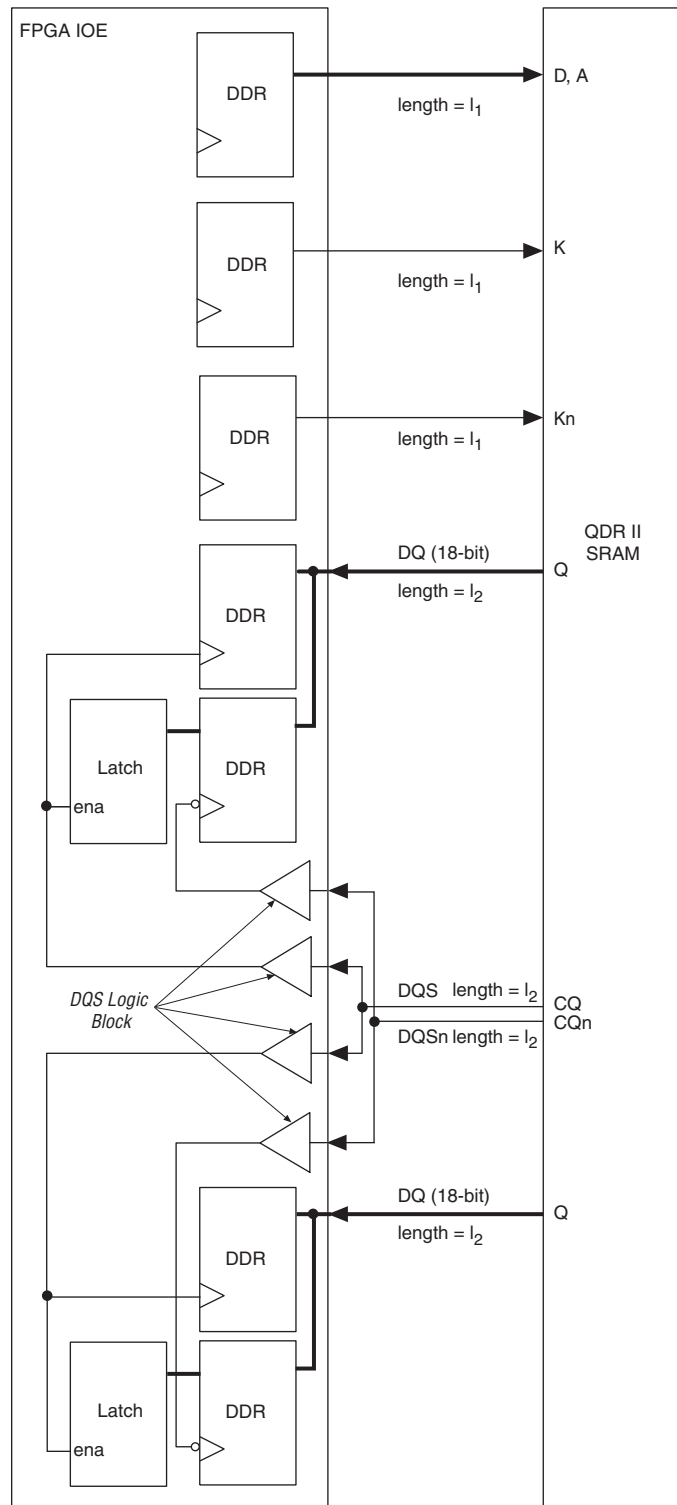 FPGA IOE
DDR
D, A
length = l₁
DDR
K
length = l₁
DDR
Kn
length = l₁
QDR II
SRAM
DQ (18-bit)
Q
DDR
length = l₂
Latch
DDR
ena
DQS Logic
Block
DQS length = l₂
CQ
CQn
DQSn length = l₂
DQ (18-bit)
Q
length = l₂
DDR
Latch
DDR
ena